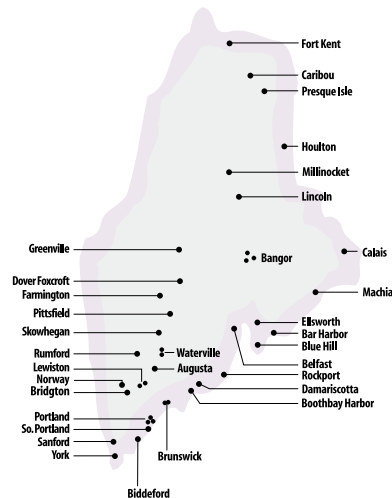 Fort Kent
Caribou
Presque Isle
Houlton
Millinocket
Lincoln
Greenville
Bangor
Calais
Dover Foxcroft
Farmington
Machia
Pittsfield
Skowhegan
Ellsworth
Bar Harbor
Blue Hill
Rumford
Waterville
Lewiston
Augusta
Belfast
Norway
Rockport
Bridgton
Damariscotta
Boothbay Harbor
Portland
So. Portland
Sanford
York
Brunswick
Biddeford